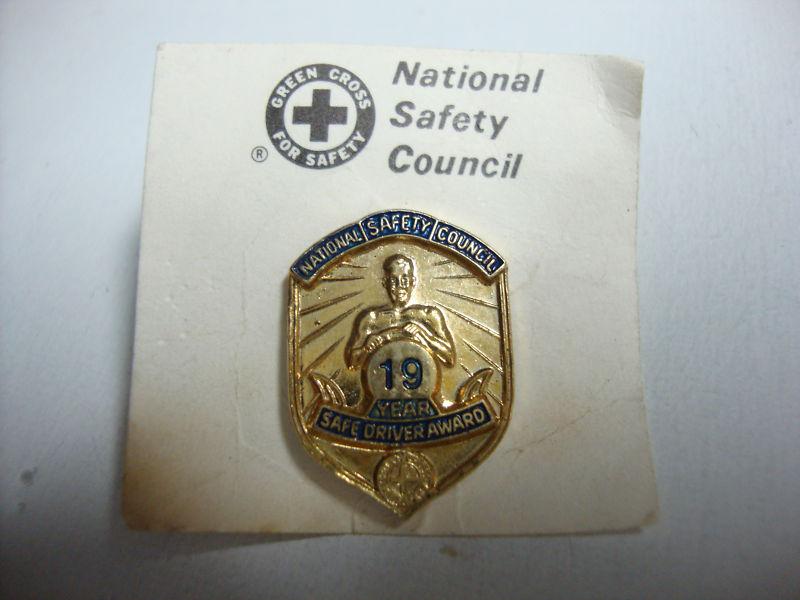 GREEN CROSS
FOR SAFETY
®
National
Safety
Council
NATIONAL SAFETY COUNCIL
19
YEAR
SAFE DRIVER AWARD